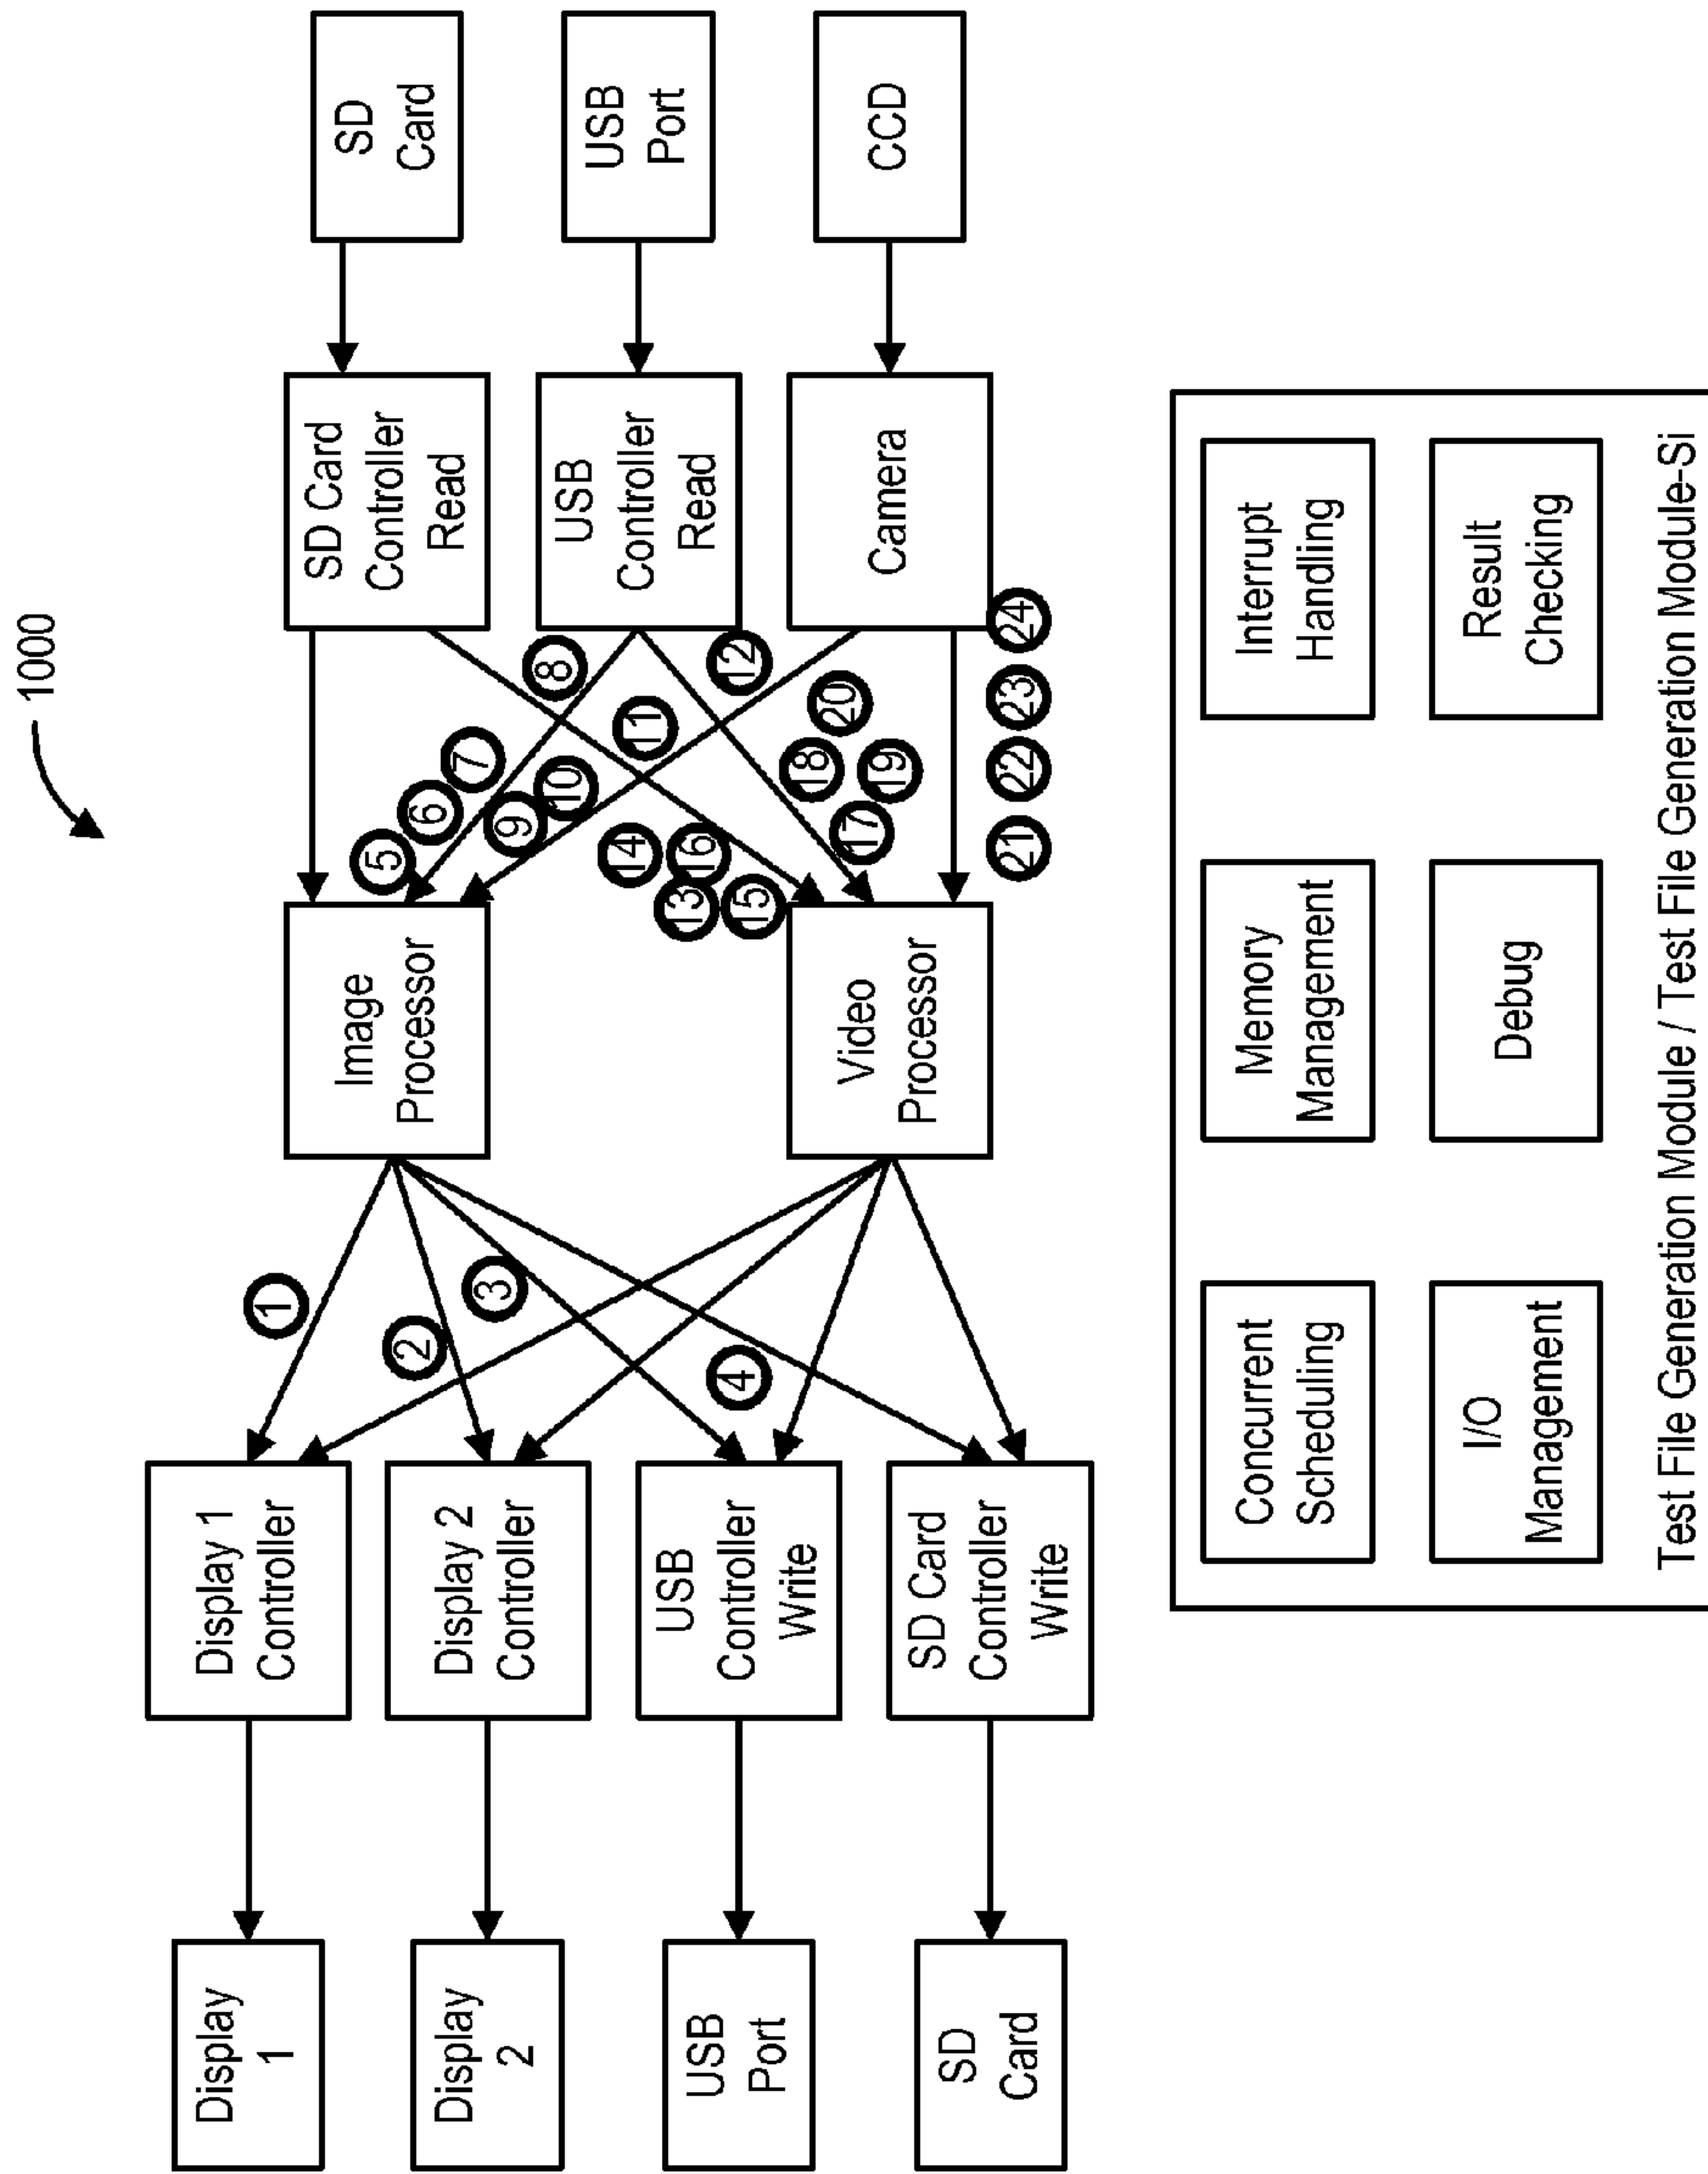 1000
Display
1
Display
2
USB
Port
SD
Card
Display 1
Controller
Display 2
Controller
USB
Controller
Write
SD Card
Controller
Write
1
2
3
4
Image
Processor
Video
Processor
5
6
7
8
9
10
11
12
13
14
15
16
17
18
19
20
21
22
23
24
SD Card
Controller
Read
USB
Controller
Read
Camera
SD
Card
USB
Port
CCD
Concurrent
Scheduling
Memory
Management
Interrupt
Handling
I/O
Management
Debug
Result
Checking
Test File Generation Module / Test File Generation Module-Si